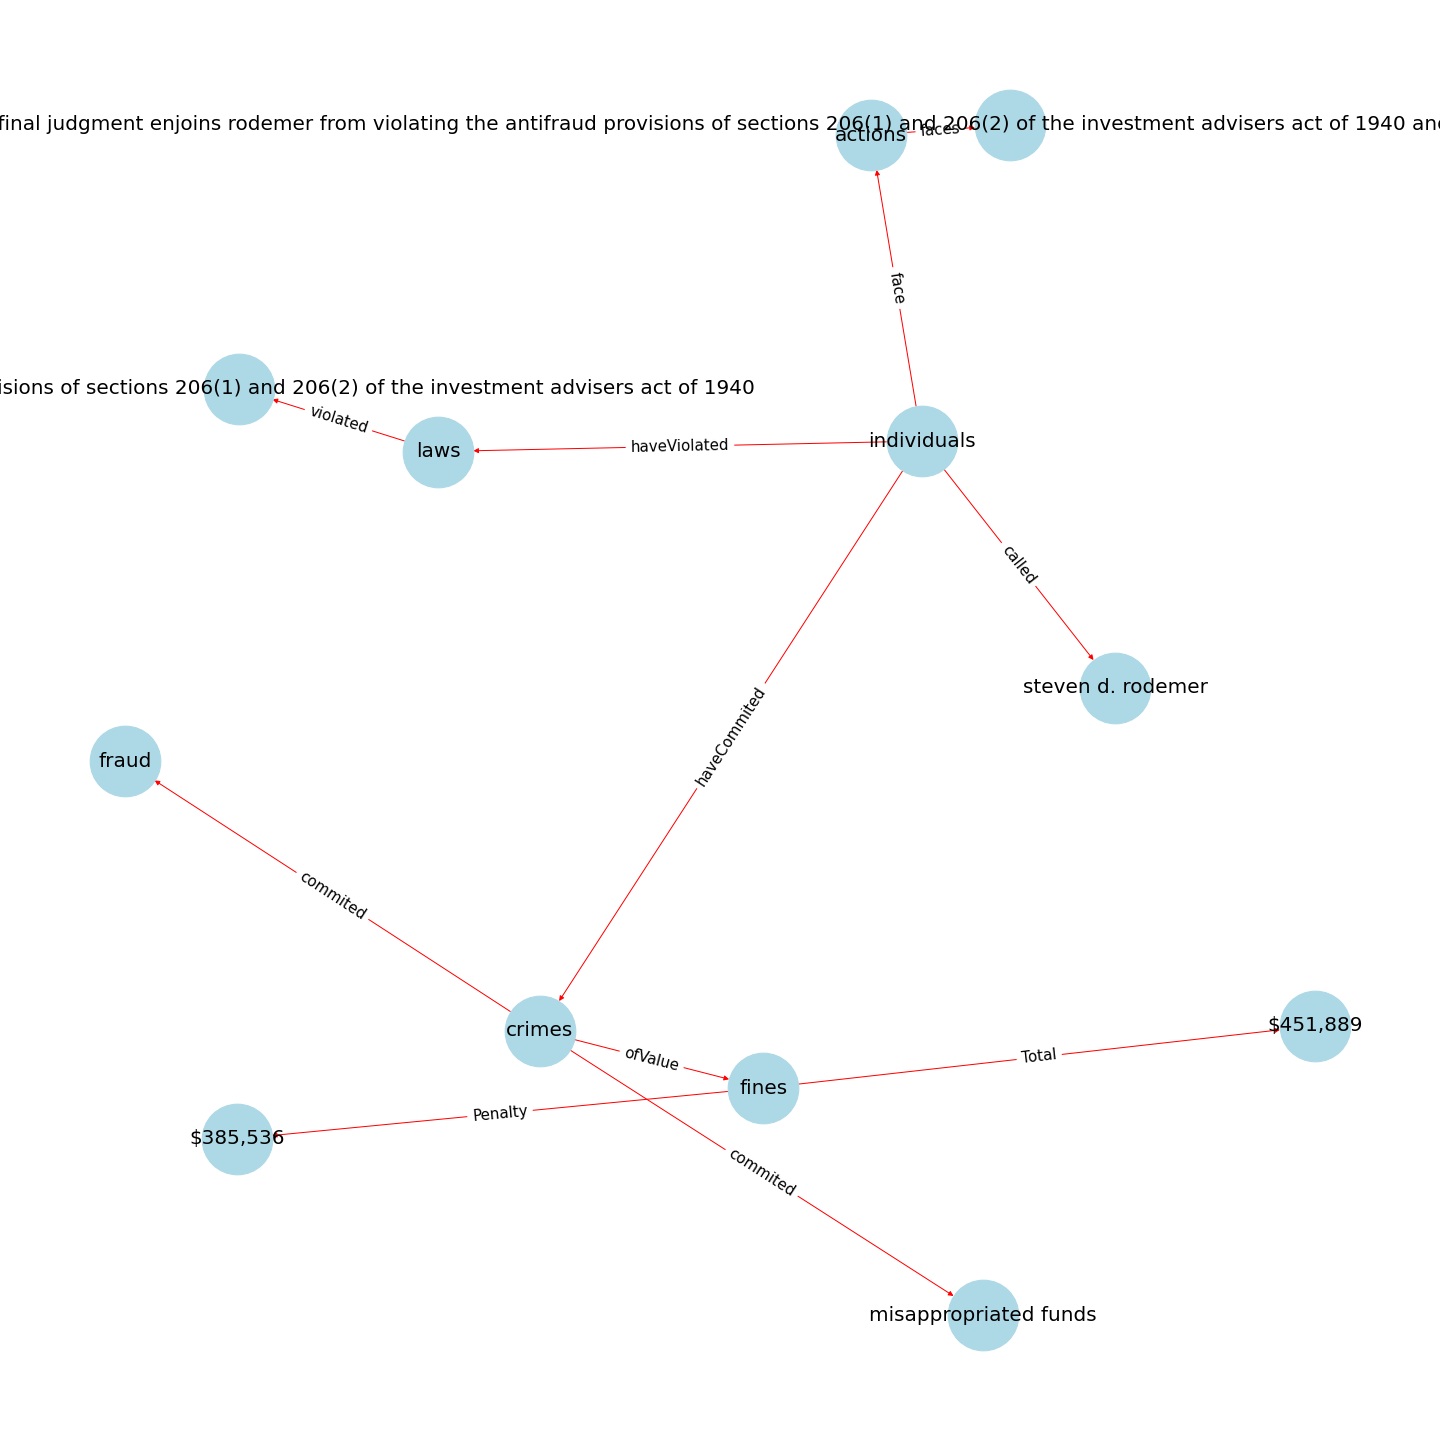 final judgment enjoins rodemer from violating the antifraud provisions of sections 206(1) and 206(2) of the investment advisers act of 1940
actions
faces
face
isions of sections 206(1) and 206(2) of the investment advisers act of 1940
violated
laws
haveViolated
individuals
called
steven d. rodemer
haveCommited
fraud
commited
crimes
ofValue
fines
Total
$451,889
Penalty
$385,536
commited
misappropriated funds